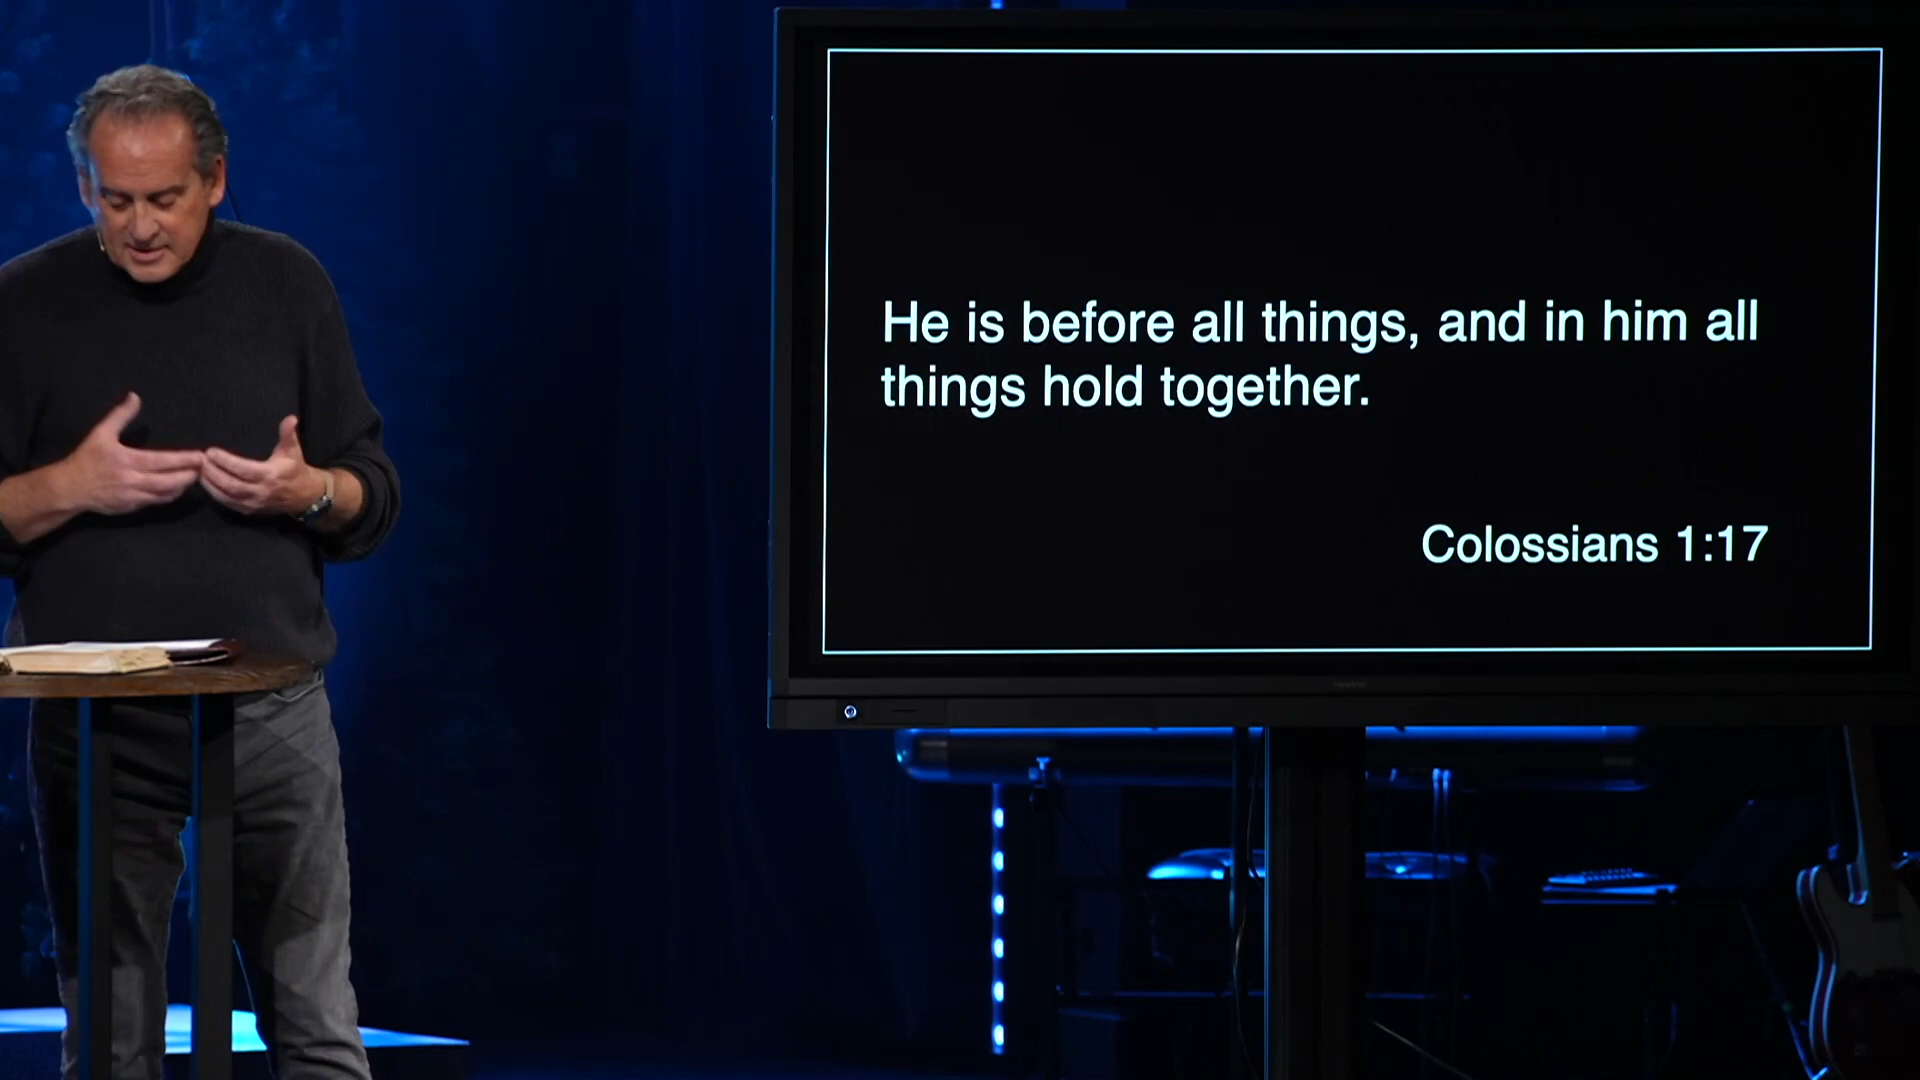 He is before all things, and in him all
things hold together.
Colossians 1:17